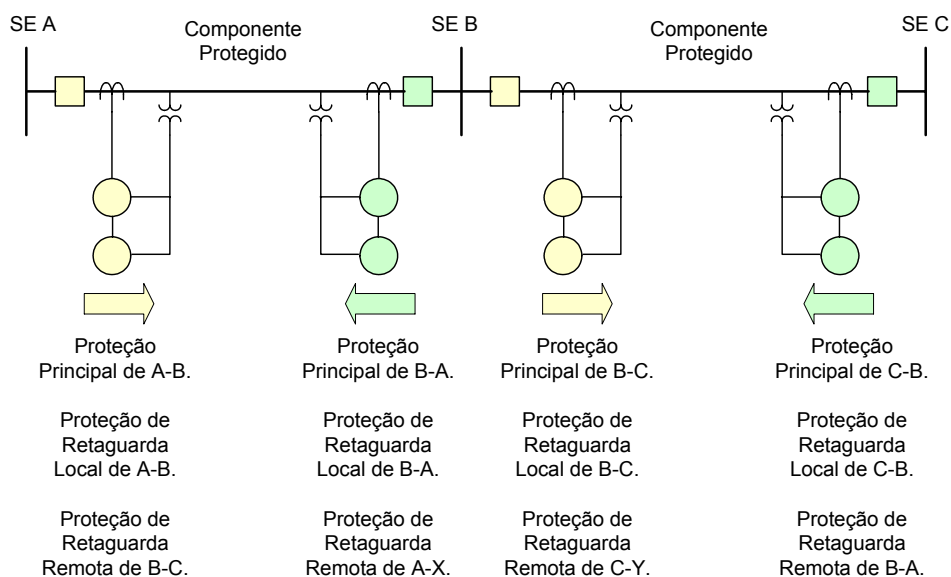 SE A
Componente
Protegido
SE B
Componente
Protegido
SE C
Proteção
Principal de A-B.
Proteção de
Retaguarda
Local de A-B.
Proteção de
Retaguarda
Remota de B-C.
Proteção
Principal de B-A.
Proteção de
Retaguarda
Local de B-A.
Proteção de
Retaguarda
Remota de A-X.
Proteção
Principal de B-C.
Proteção de
Retaguarda
Local de B-C.
Proteção de
Retaguarda
Remota de C-Y.
Proteção
Principal de C-B.
Proteção de
Retaguarda
Local de C-B.
Proteção de
Retaguarda
Remota de B-A.